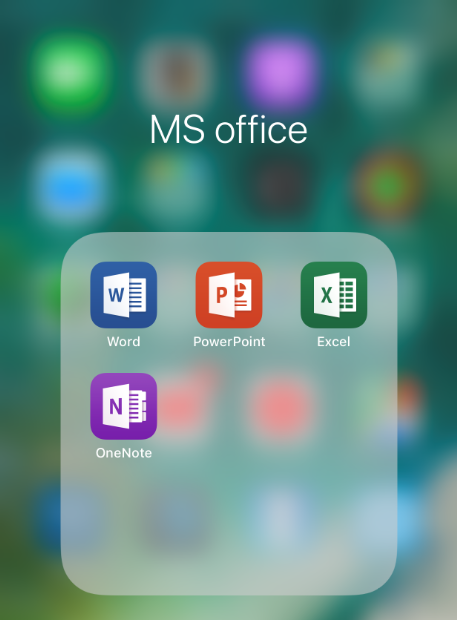 MS office
W
P
X
Word
PowerPoint
Excel
N
OneNote